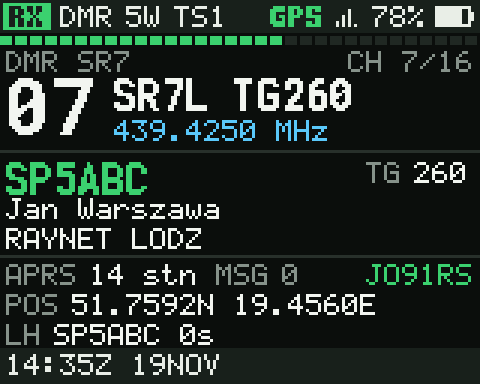 RX DMR 5W TS1 GPS 78%
DMR SR7 CH 7/16
07 SR7L TG260
439.4250 MHz
SP5ABC TG 260
Jan Warszawa
RAYNET LODZ
APRS 14 stn MSG 0 JO91RS
POS 51.7592N 19.4560E
LH SP5ABC 0s
14:35Z 19NOV